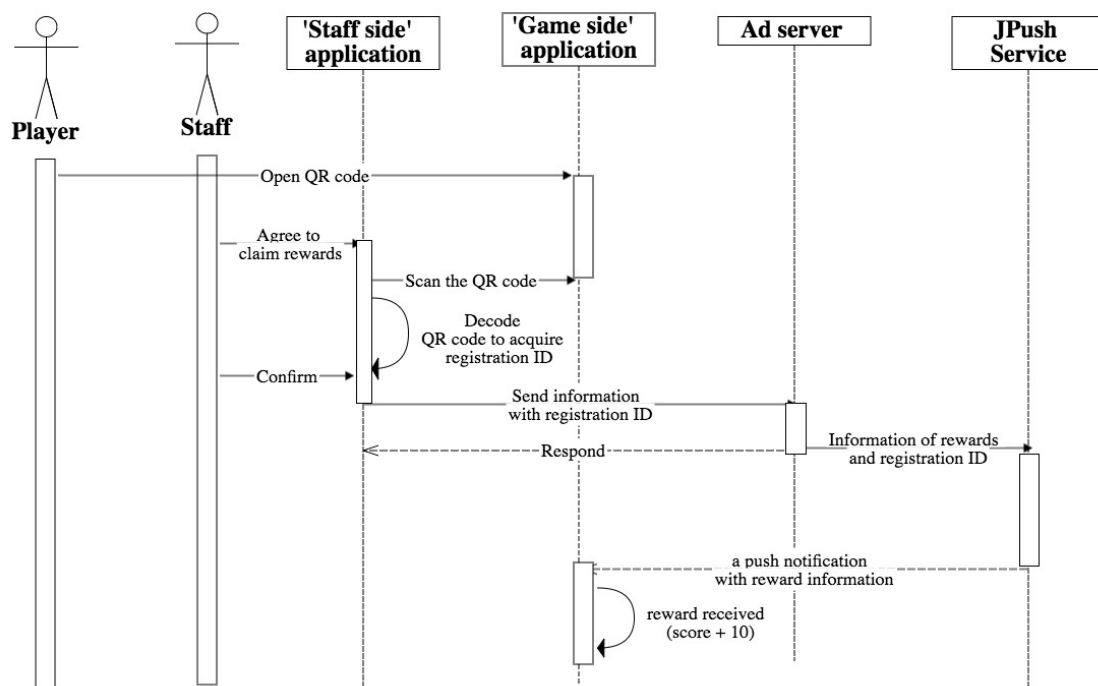 'Staff side'
application
'Game side'
application
Ad server
JPush
Service
Player
Staff
Open QR code
Agree to
claim rewards
Scan the QR code
Decode
QR code to acquire
registration ID
Confirm
Send information
with registration ID
Respond
Information of rewards
and registration ID
a push notification
with reward information
reward received
(score + 10)